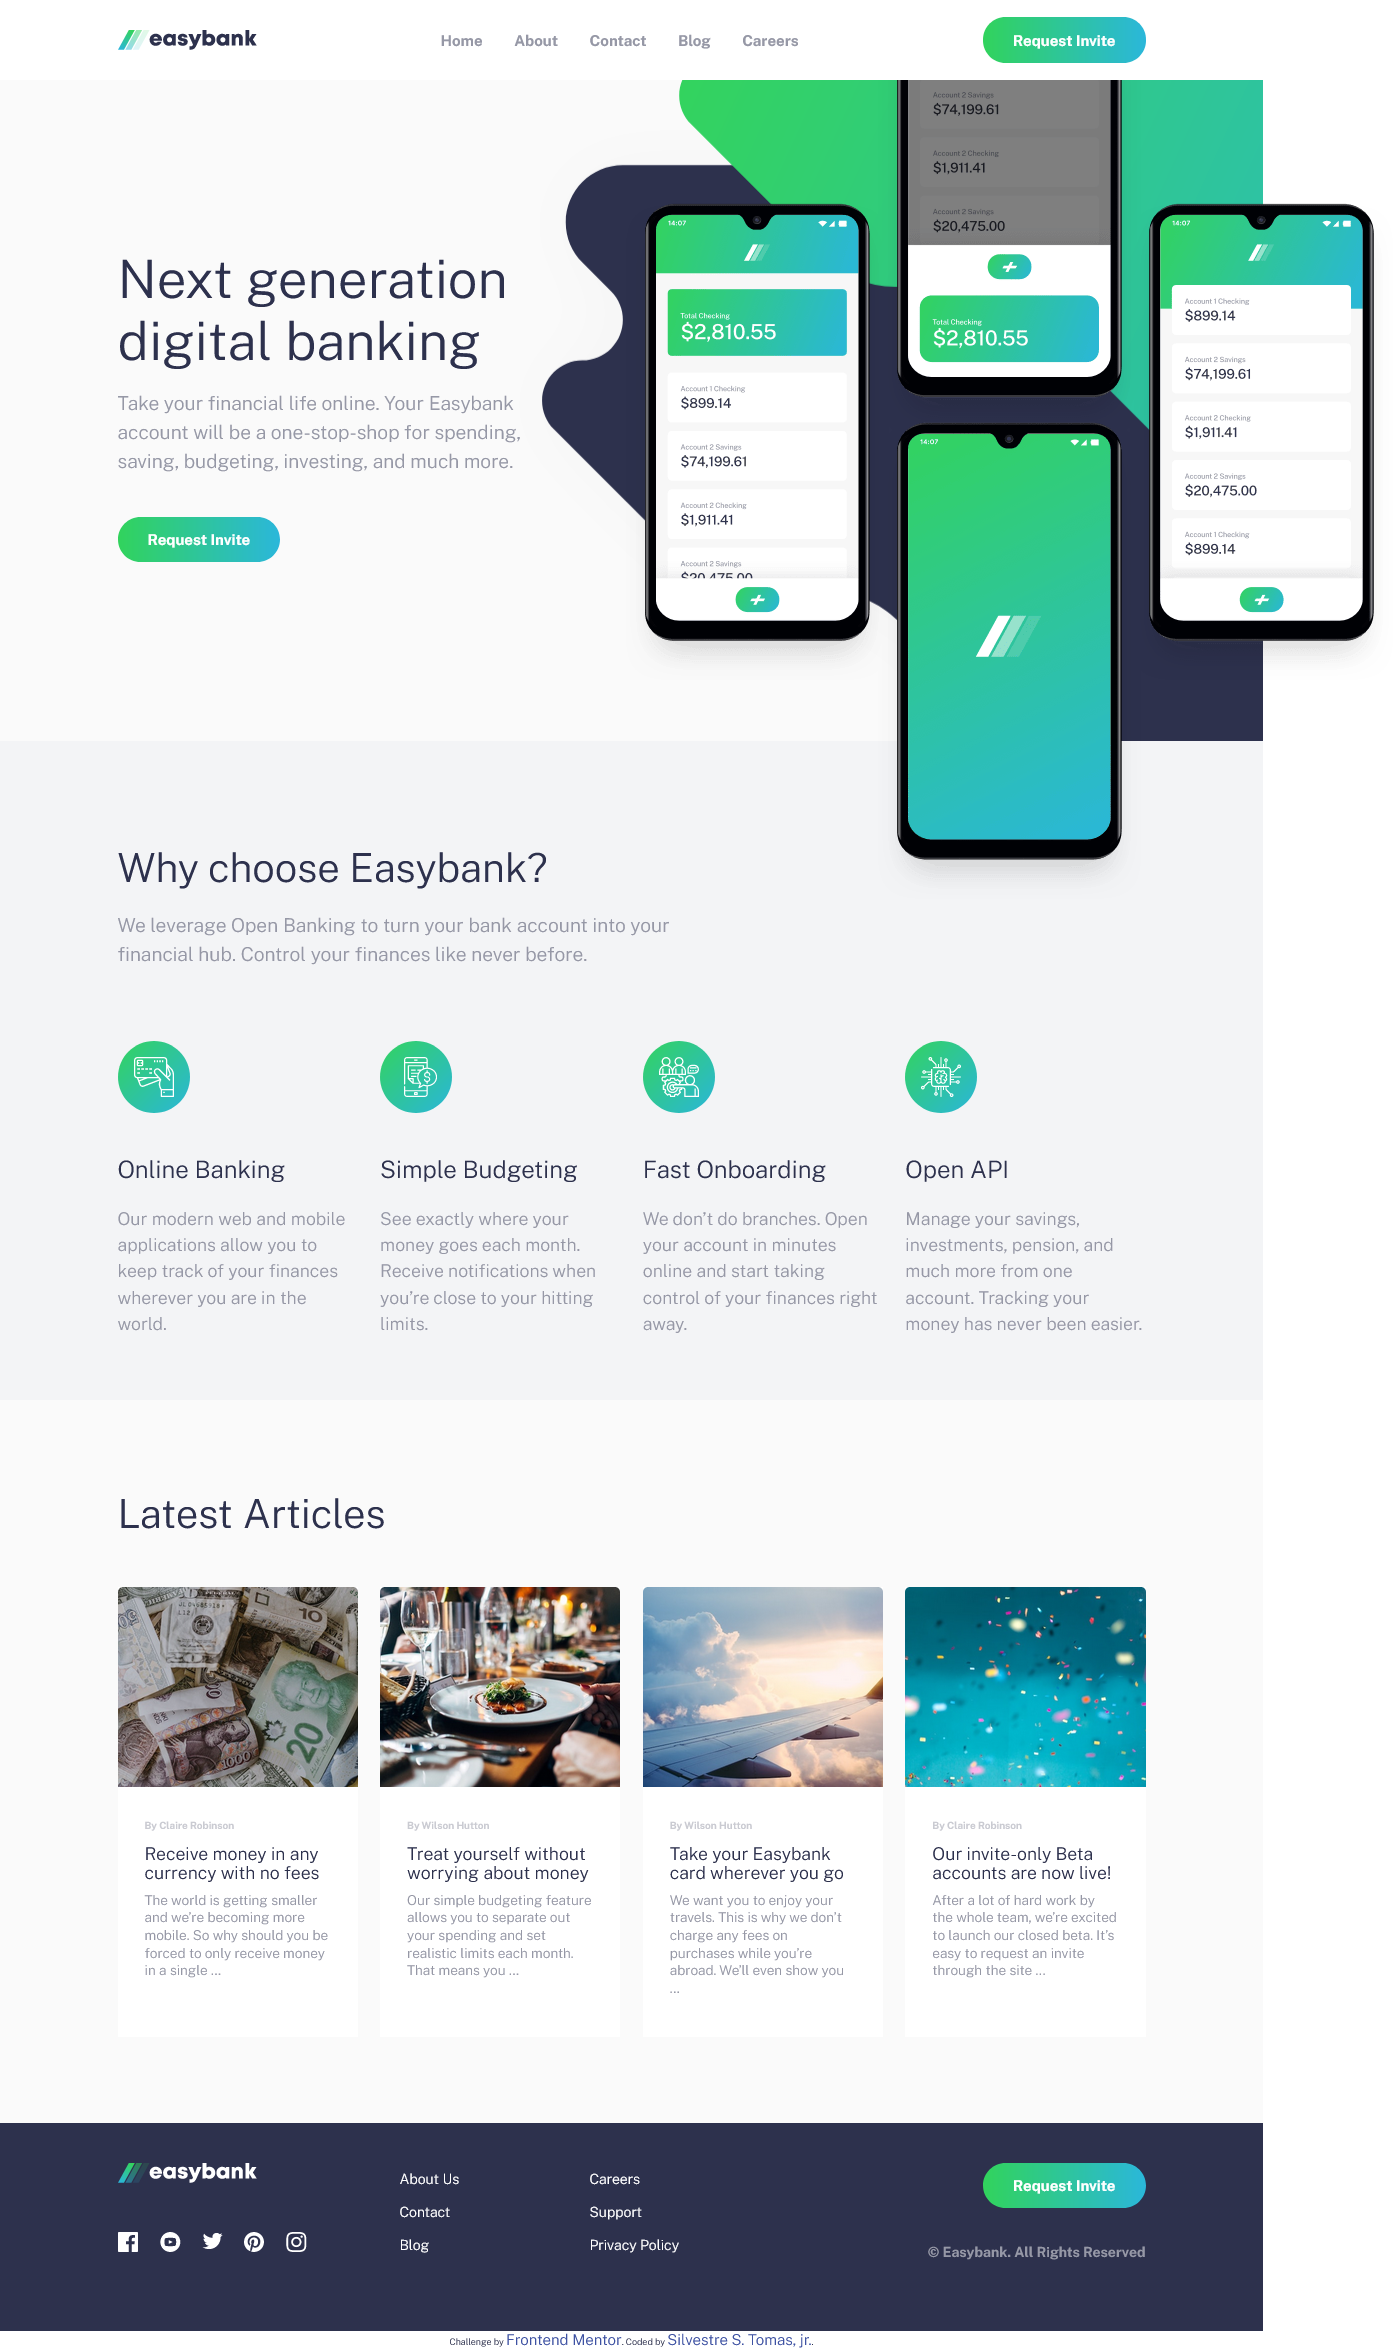 easybank
Home About Contact Blog Careers
Request Invite
Next generation
digital banking
Take your financial life online. Your Easybank
account will be a one-stop-shop for spending,
saving, budgeting, investing, and much more.
Request Invite
14:07
Total Checking
$2,810.55
Account 1 Checking
$899.14
Account 2 Savings
$74,199.61
Account 2 Checking
$1,911.41
Account 2 Savings
$20,475.00
Account 2 Savings
$74,199.61
Account 2 Checking
$1,911.41
Account 2 Savings
$20,475.00
Total Checking
$2,810.55
14:07
14:07
Account 1 Checking
$899.14
Account 2 Savings
$74,199.61
Account 2 Checking
$1,911.41
Account 2 Savings
$20,475.00
Account 1 Checking
$899.14
Why choose Easybank?
We leverage Open Banking to turn your bank account into your
financial hub. Control your finances like never before.
Online Banking
Our modern web and mobile
applications allow you to
keep track of your finances
wherever you are in the
world.
Simple Budgeting
See exactly where your
money goes each month.
Receive notifications when
you’re close to your hitting
limits.
Fast Onboarding
We don’t do branches. Open
your account in minutes
online and start taking
control of your finances right
away.
Open API
Manage your savings,
investments, pension, and
much more from one
account. Tracking your
money has never been easier.
Latest Articles
10
20
1000
By Claire Robinson
Receive money in any
currency with no fees
The world is getting smaller
and we’re becoming more
mobile. So why should you be
forced to only receive money
in a single …
By Wilson Hutton
Treat yourself without
worrying about money
Our simple budgeting feature
allows you to separate out
your spending and set
realistic limits each month.
That means you …
By Wilson Hutton
Take your Easybank
card wherever you go
We want you to enjoy your
travels. This is why we don’t
charge any fees on
purchases while you’re
abroad. We’ll even show you
…
By Claire Robinson
Our invite-only Beta
accounts are now live!
After a lot of hard work by
the whole team, we’re excited
to launch our closed beta. It’s
easy to request an invite
through the site …
easybank
About Us
Contact
Blog
Careers
Support
Privacy Policy
Request Invite
© Easybank. All Rights Reserved
Challenge by Frontend Mentor. Coded by Silvestre S. Tomas, jr..